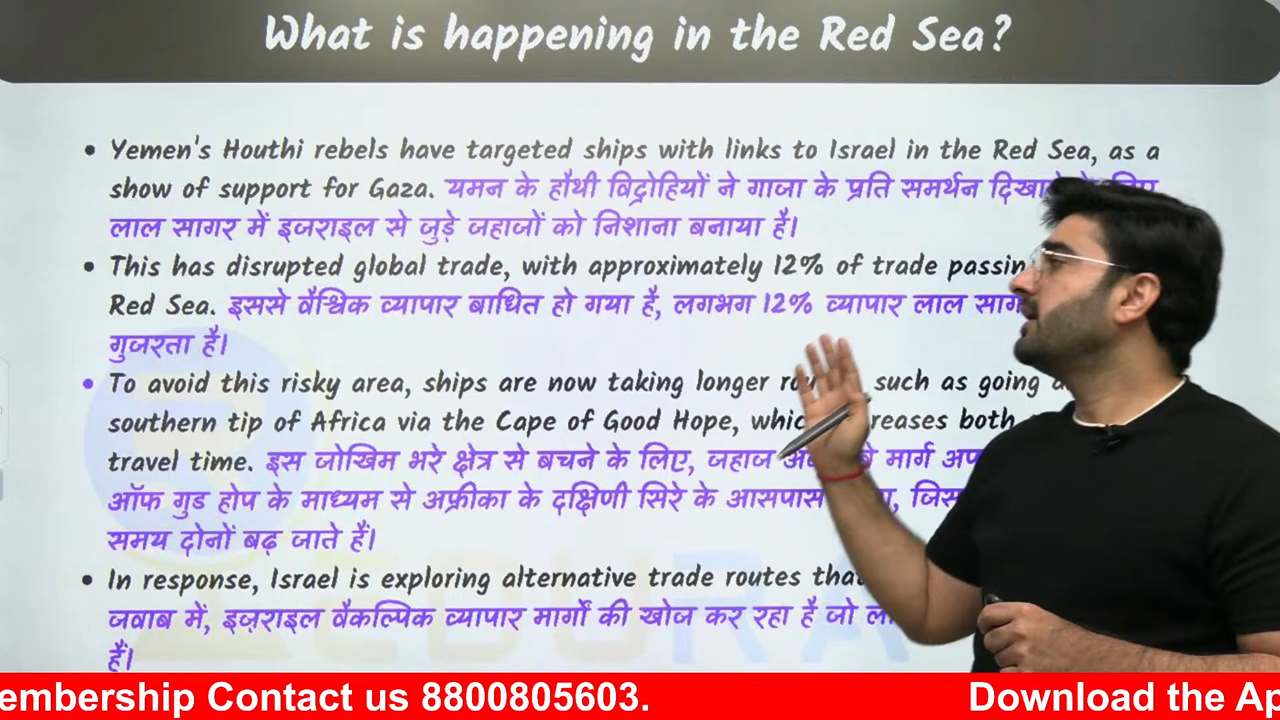 What is happening in the Red Sea?
• Yemen's Houthi rebels have targeted ships with links to Israel in the Red Sea, as a
show of support for Gaza. यमन के हौथी विद्रोहियों ने गाजा के प्रति समर्थन
लाल सागर में इजराइल से जुड़े जहाजों को निशाना बनाया है।
• This has disrupted global trade, with approximately 12% of trade
Red Sea. इससे वैश्विक व्यापार बाधित हो गया है, लगभग 12% व्यापार लाल
गुजरता है।
• To avoid this risky area, ships are now taking longer such as going
southern tip of Africa via the Cape of Good Hope, both
travel time. इस जोखिम भरे क्षेत्र से बचने के लिए, जहाज मार्ग
ऑफ गुड होप के माध्यम से अफ्रीका के दक्षिणी सिरे के आसपास
समय दोनों बढ़ जाते हैं।
• In response, Israel is exploring alternative trade routes
जवाब में, इज़राइल वैकल्पिक व्यापार मार्गों की खोज कर रहा है जो
हैं।
embership Contact us 8800805603. Download the Ap